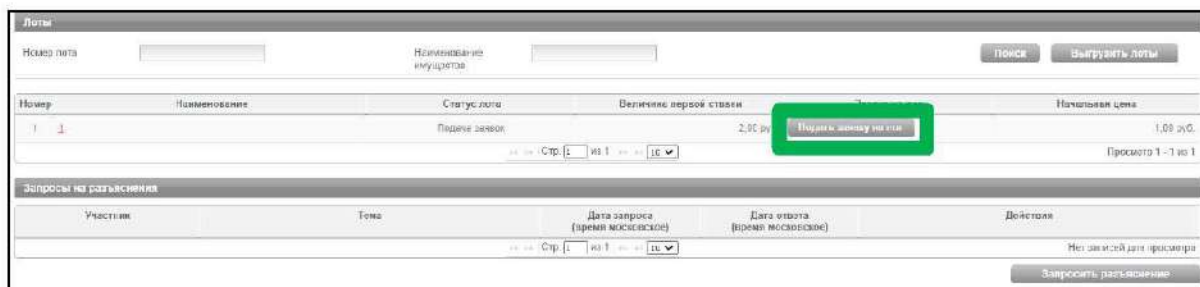 Лоты
Номер лота
Наименование имущества
Поиск
Выгрузить лоты
Номер Наименование Статус лота Величина первой ставки Начальная цена
1 1 Подача заявок 2,00 ру Подать заявку на лот 1,00 руб.
Стр. 1 из 1 10 Просмотр 1 - 1 из 1
Запросы на разъяснения
Участник Тема Дата запроса (время московское) Дата ответа (время московское) Действия
Стр. 1 из 1 10 Нет записей для просмотра
Запросить разъяснение